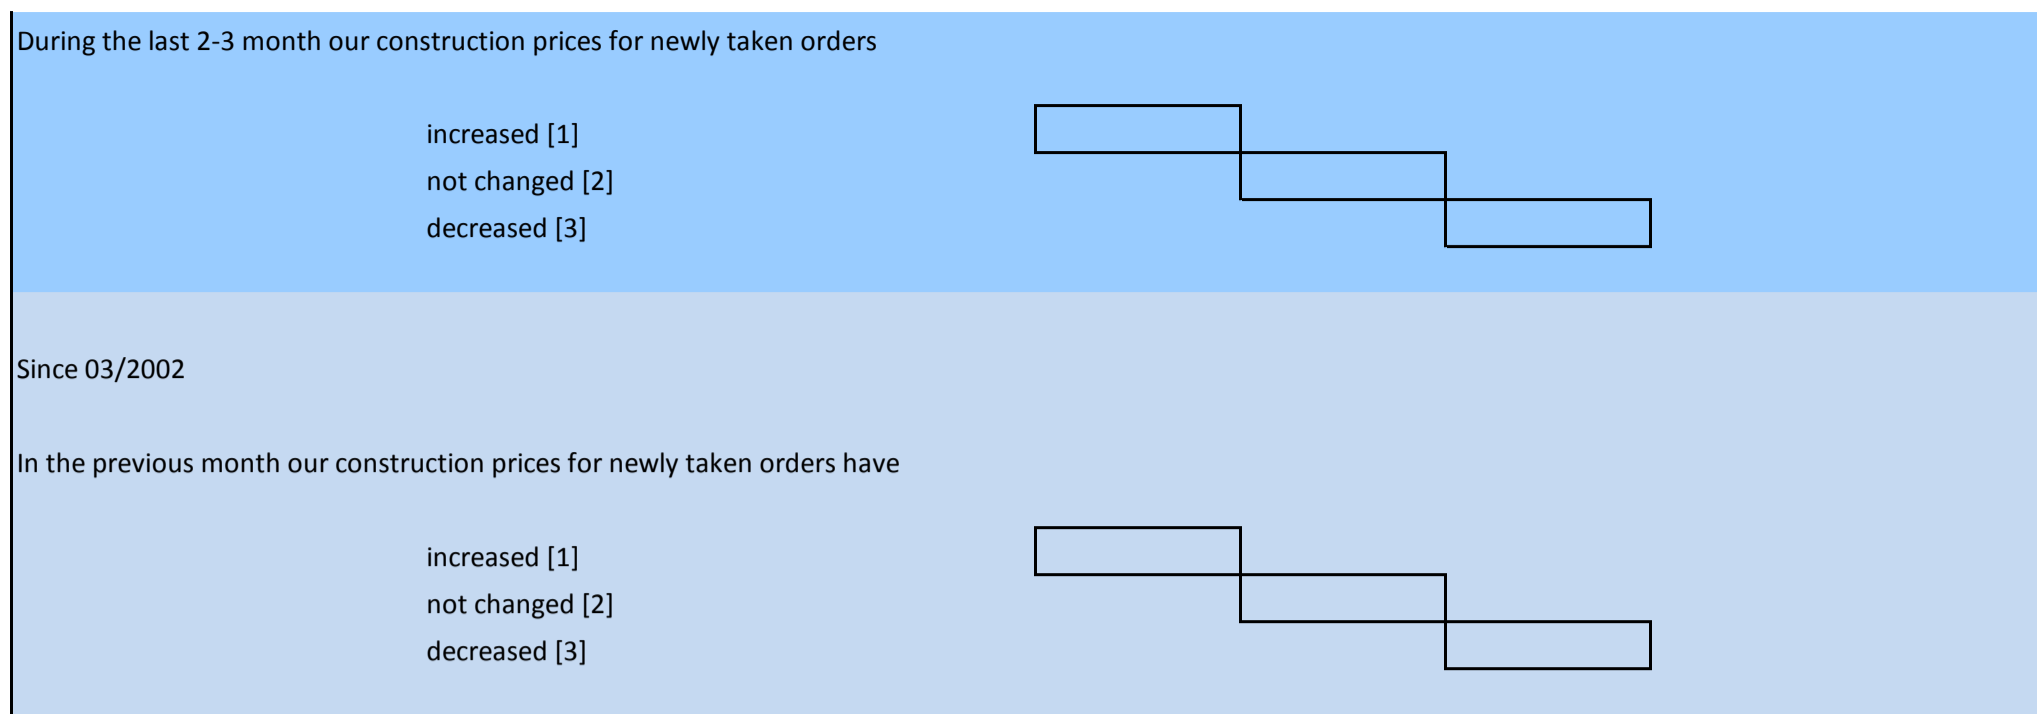 During the last 2-3 month our construction prices for newly taken orders
increased [1]
not changed [2]
decreased [3]
Since 03/2002
In the previous month our construction prices for newly taken orders have
increased [1]
not changed [2]
decreased [3]